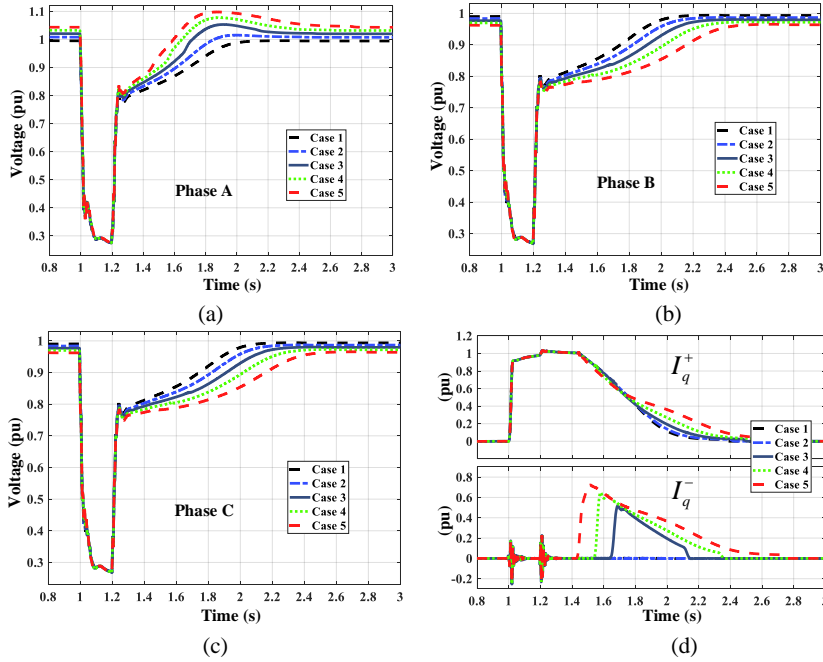 1.1
1
0.9
0.8
0.7
0.6
0.5
0.4
0.3
Voltage (pu)
Case 1
Case 2
Case 3
Case 4
Case 5
Phase A
0.8 1 1.2 1.4 1.6 1.8 2 2.2 2.4 2.6 2.8 3
Time (s)
(a)
1
0.9
0.8
0.7
0.6
0.5
0.4
0.3
Voltage (pu)
Case 1
Case 2
Case 3
Case 4
Case 5
Phase B
0.8 1 1.2 1.4 1.6 1.8 2 2.2 2.4 2.6 2.8 3
Time (s)
(b)
1
0.9
0.8
0.7
0.6
0.5
0.4
0.3
Voltage (pu)
Case 1
Case 2
Case 3
Case 4
Case 5
Phase C
0.8 1 1.2 1.4 1.6 1.8 2 2.2 2.4 2.6 2.8 3
Time (s)
(c)
1.2
1
0.8
0.6
0.4
0.2
0
(pu)
I_q^+
Case 1
Case 2
Case 3
Case 4
Case 5
0.8
0.6
0.4
0.2
0
-0.2
(pu)
I_q^-
0.8 1 1.2 1.4 1.6 1.8 2 2.2 2.4 2.6 2.8 3
Time (s)
(d)